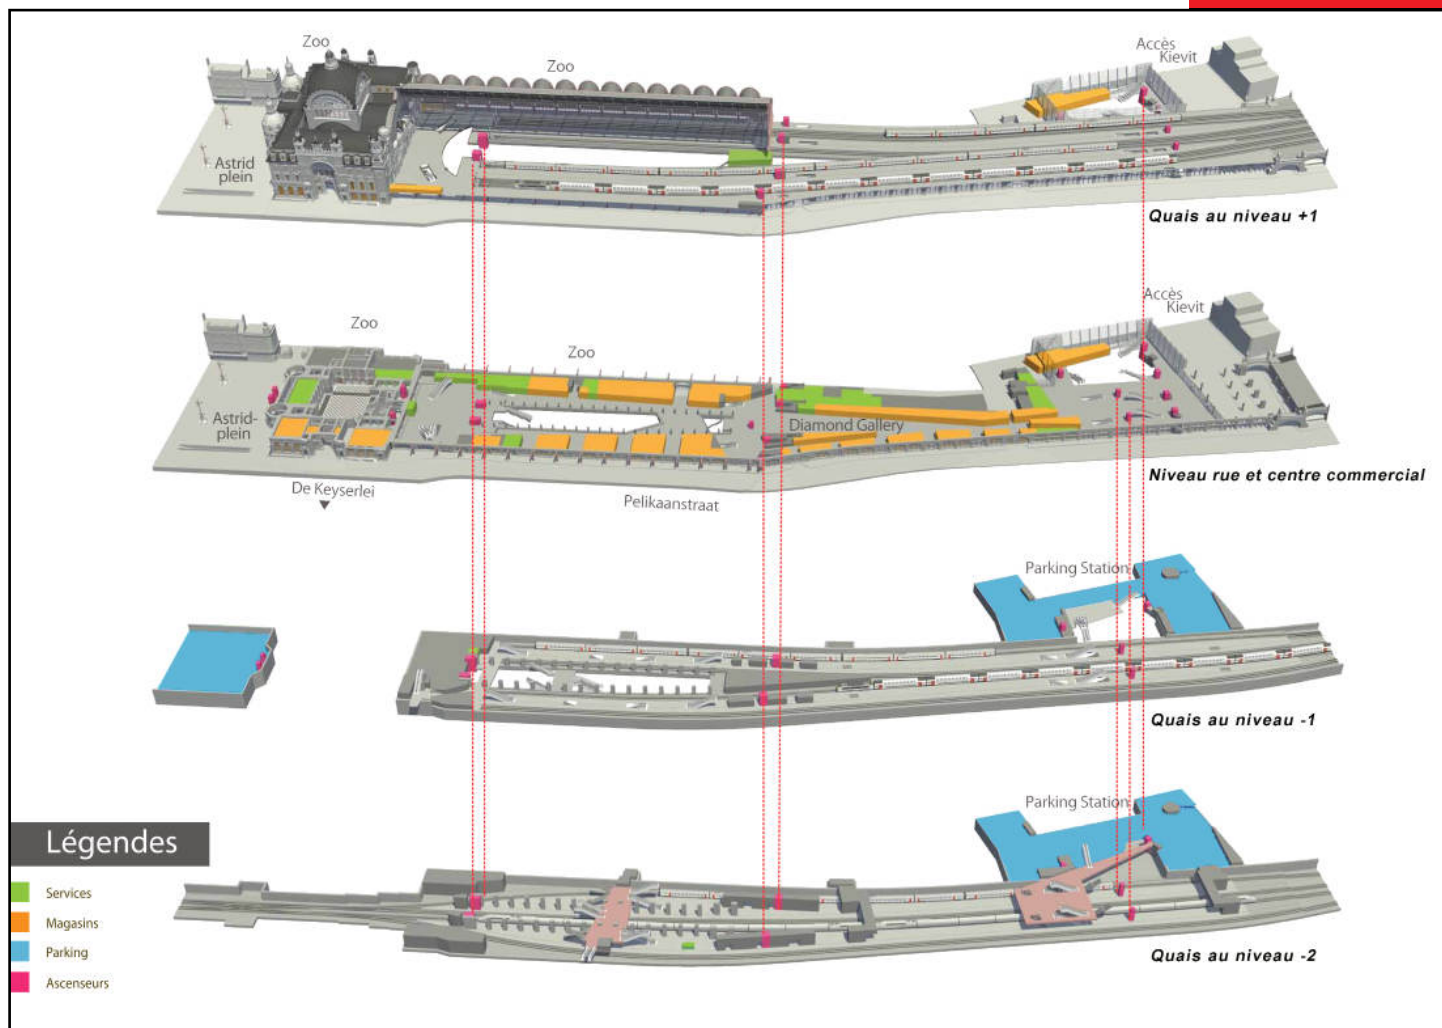 Zoo
Zoo
Accès
Kievit
Astrid
plein
Quais au niveau +1
Accès
Kievit
Zoo
Zoo
Astrid-
plein
Diamond Gallery
Niveau rue et centre commercial
De Keyserlei
Pelikaanstraat
Parking Station
Quais au niveau -1
Parking Station
Légendes
Services
Magasins
Parking
Ascenseurs
Quais au niveau -2